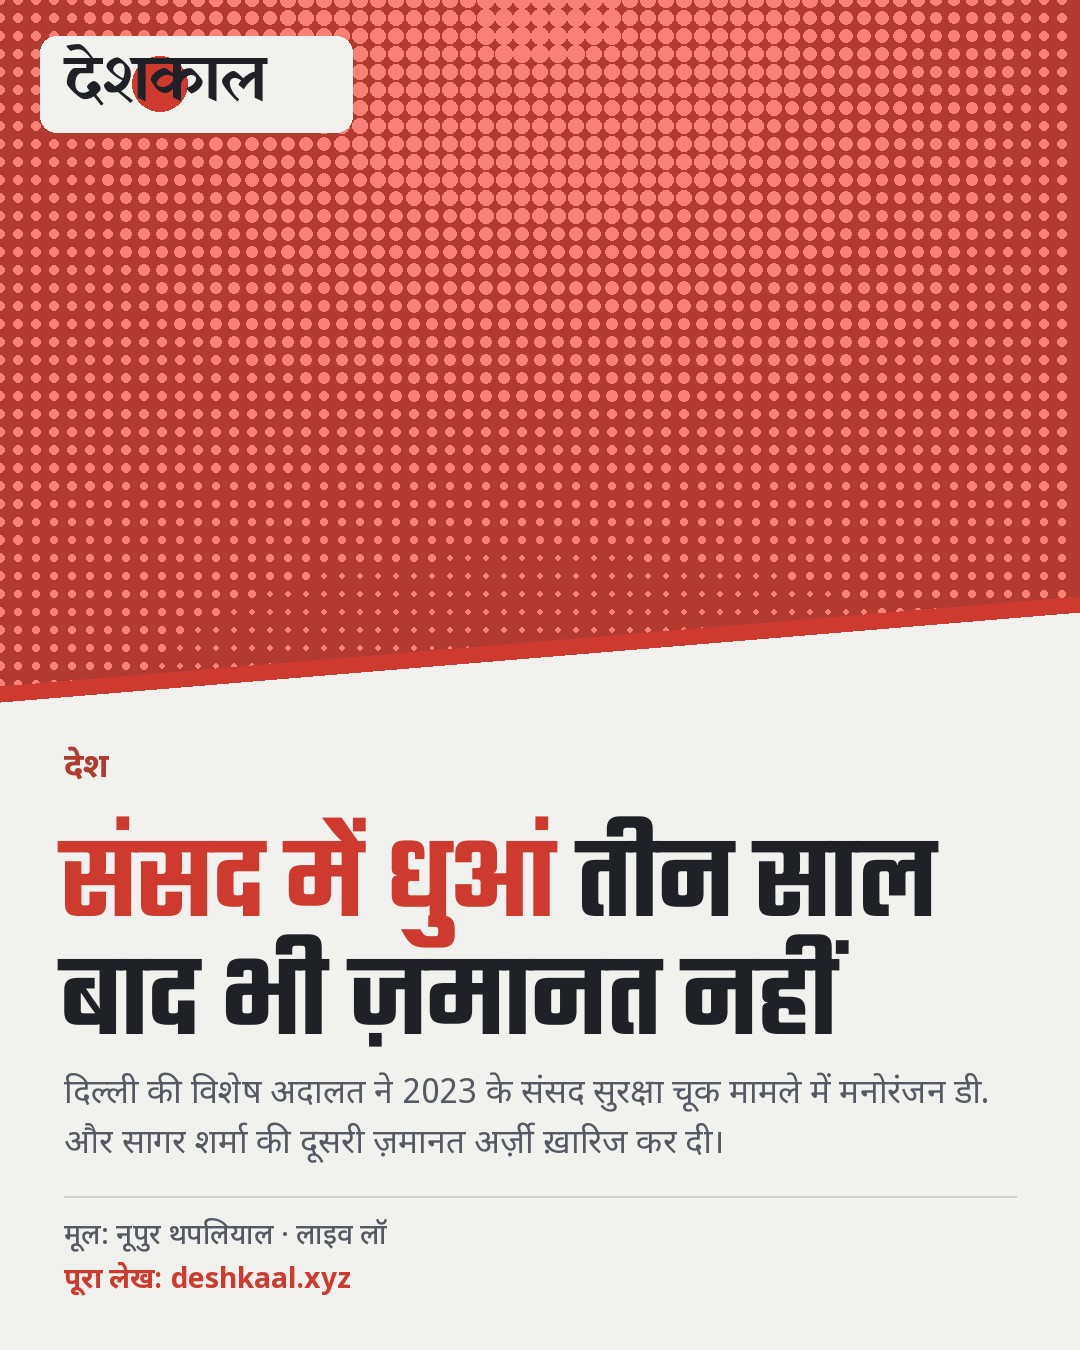 देशकाल
देश
संसद में धुआं तीन साल
बाद भी ज़मानत नहीं
दिल्ली की विशेष अदालत ने 2023 के संसद सुरक्षा चूक मामले में मनोरंजन डी.
और सागर शर्मा की दूसरी ज़मानत अर्ज़ी ख़ारिज कर दी।
मूल: नूपुर थपलियाल · लाइव लॉ
पूरा लेख: deshkaal.xyz